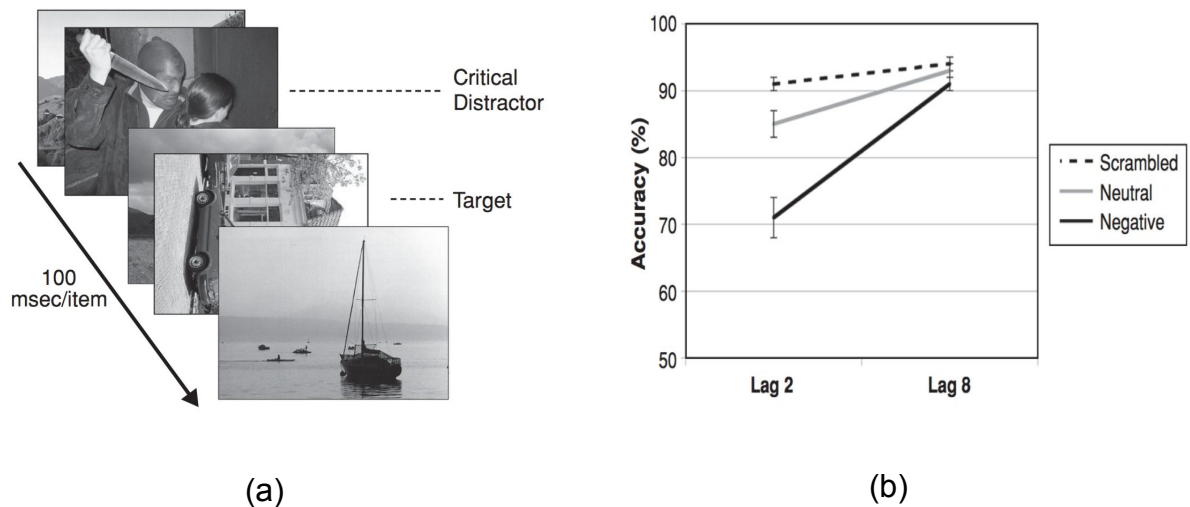 Critical
Distractor
Target
100
msec/item
(a)
100
90
80
70
60
50
Accuracy (%)
Lag 2
Lag 8
Scrambled
Neutral
Negative
(b)